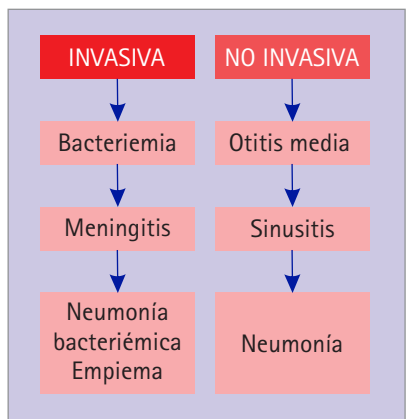 INVASIVA
Bacteriemia
Meningitis
Neumonía
bacteriémica
Empiema
NO INVASIVA
Otitis media
Sinusitis
Neumonía